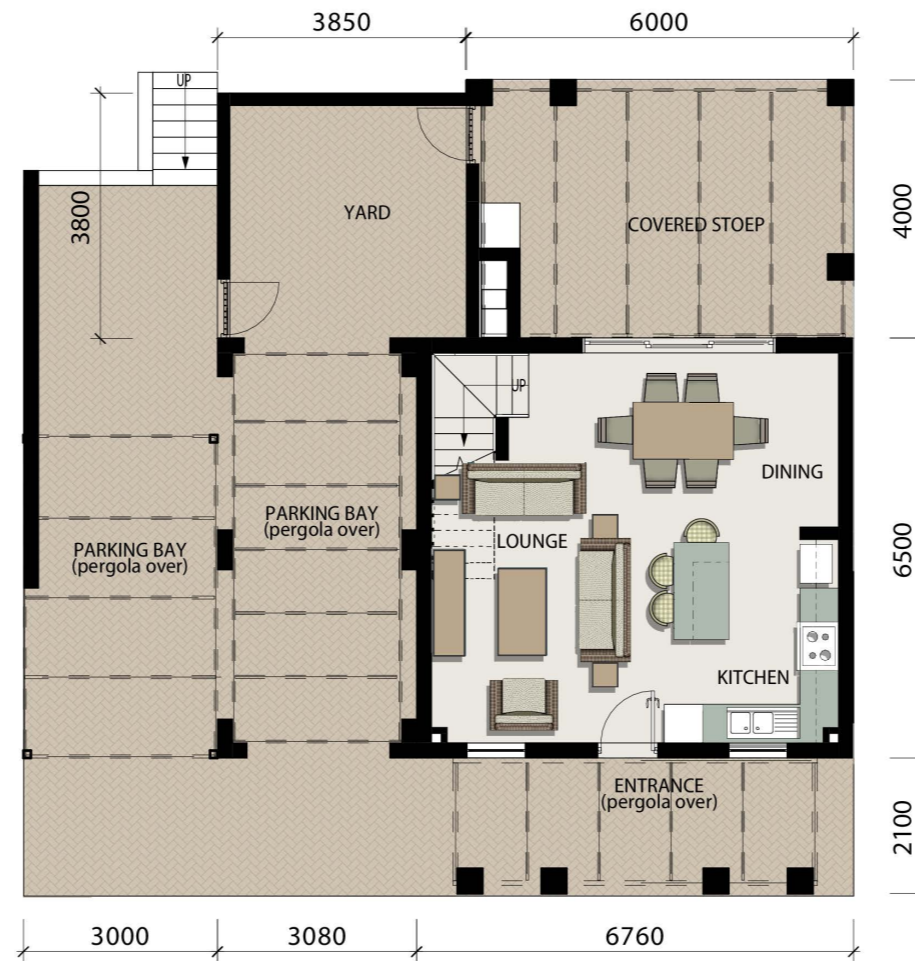 3850
6000
UP
3800
YARD
COVERED STOEP
4000
UP
DINING
PARKING BAY
(pergola over)
LOUNGE
6500
PARKING BAY
(pergola over)
KITCHEN
ENTRANCE
(pergola over)
2100
3000
3080
6760